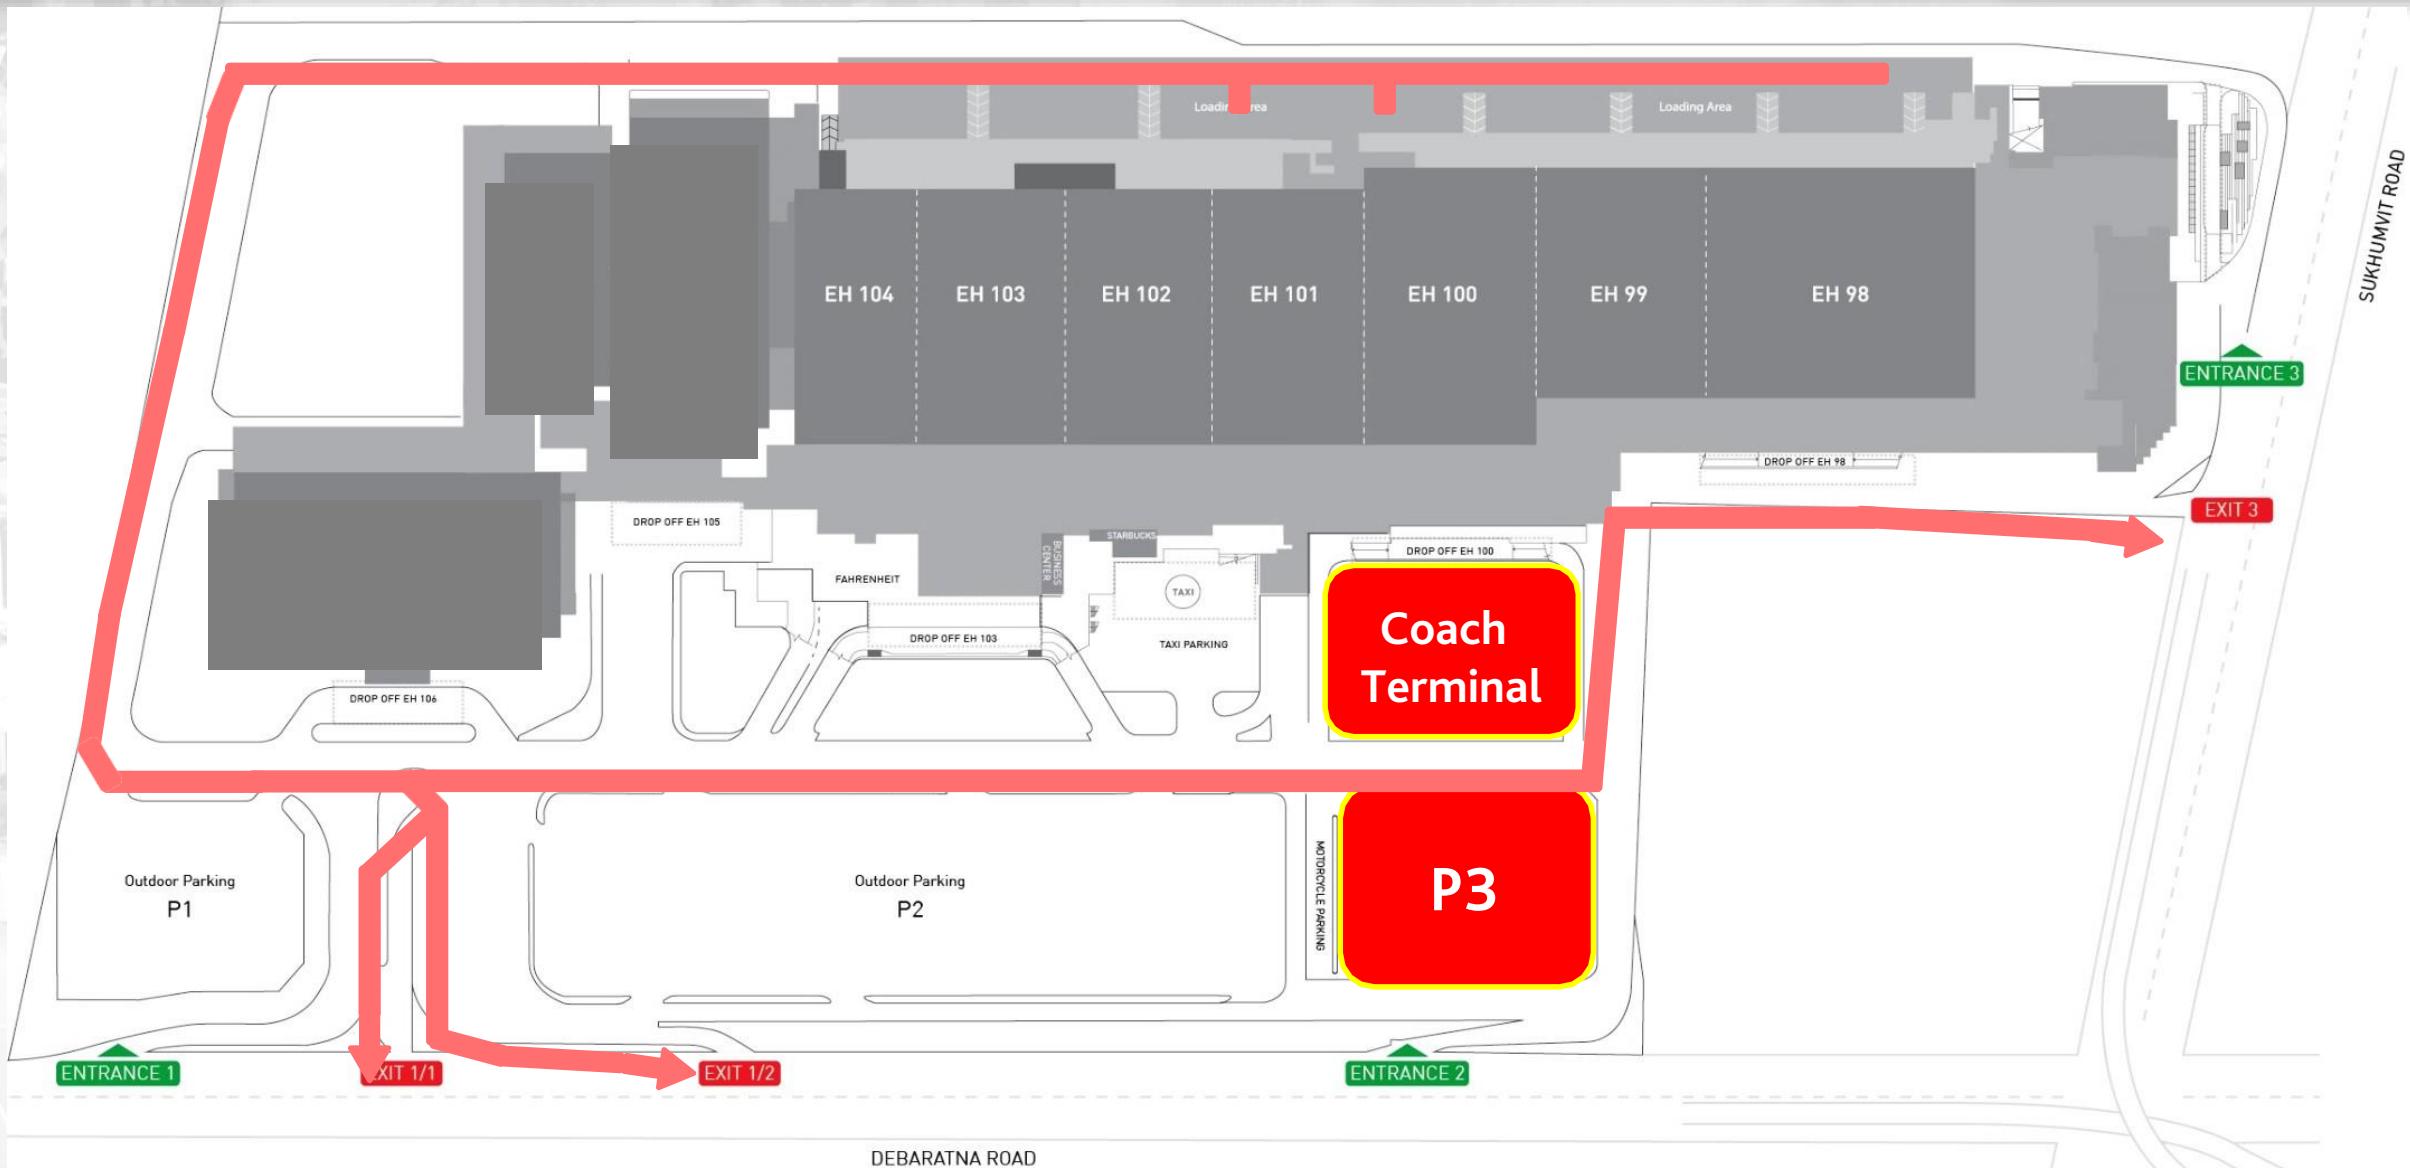 Loading Area
Loading Area
SUKHUMVIT ROAD
EH 104
EH 103
EH 102
EH 101
EH 100
EH 99
EH 98
ENTRANCE 3
DROP OFF EH 98
EXIT 3
DROP OFF EH 105
STARBUCKS
BUSINESS
CENTER
DROP OFF EH 100
FAHRENHEIT
TAXI
DROP OFF EH 103
TAXI PARKING
Coach
Terminal
DROP OFF EH 106
Outdoor Parking
P1
Outdoor Parking
P2
MOTORCYCLE PARKING
P3
ENTRANCE 1
EXIT 1/1
EXIT 1/2
ENTRANCE 2
DEBARATNA ROAD